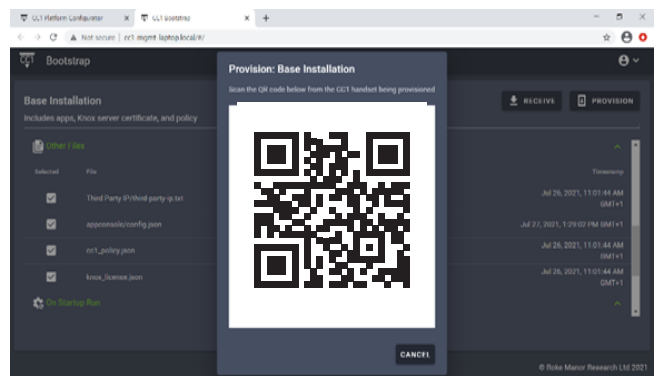 CC1 Platform Configurator
CC1 Bootstrap
Not secure | cc1-mgmt-laptop.local/#/
Bootstrap
Provision: Base Installation
Scan the QR code below from the CC1 handset being provisioned
Base Installation
RECEIVE
PROVISION
Includes apps, Knox server certificate, and policy
Other Files
Selected
File
Timestamp
Third Party IP/third-party-ip.txt
Jul 26, 2021, 11:01:44 AM
GMT+1
appconsole/config.json
Jul 27, 2021, 1:29:02 PM GMT+1
cc1_policy.json
Jul 26, 2021, 11:01:44 AM
GMT+1
knox_license.json
Jul 26, 2021, 11:01:44 AM
GMT+1
On Startup Run
CANCEL
© Roke Manor Research Ltd 2021